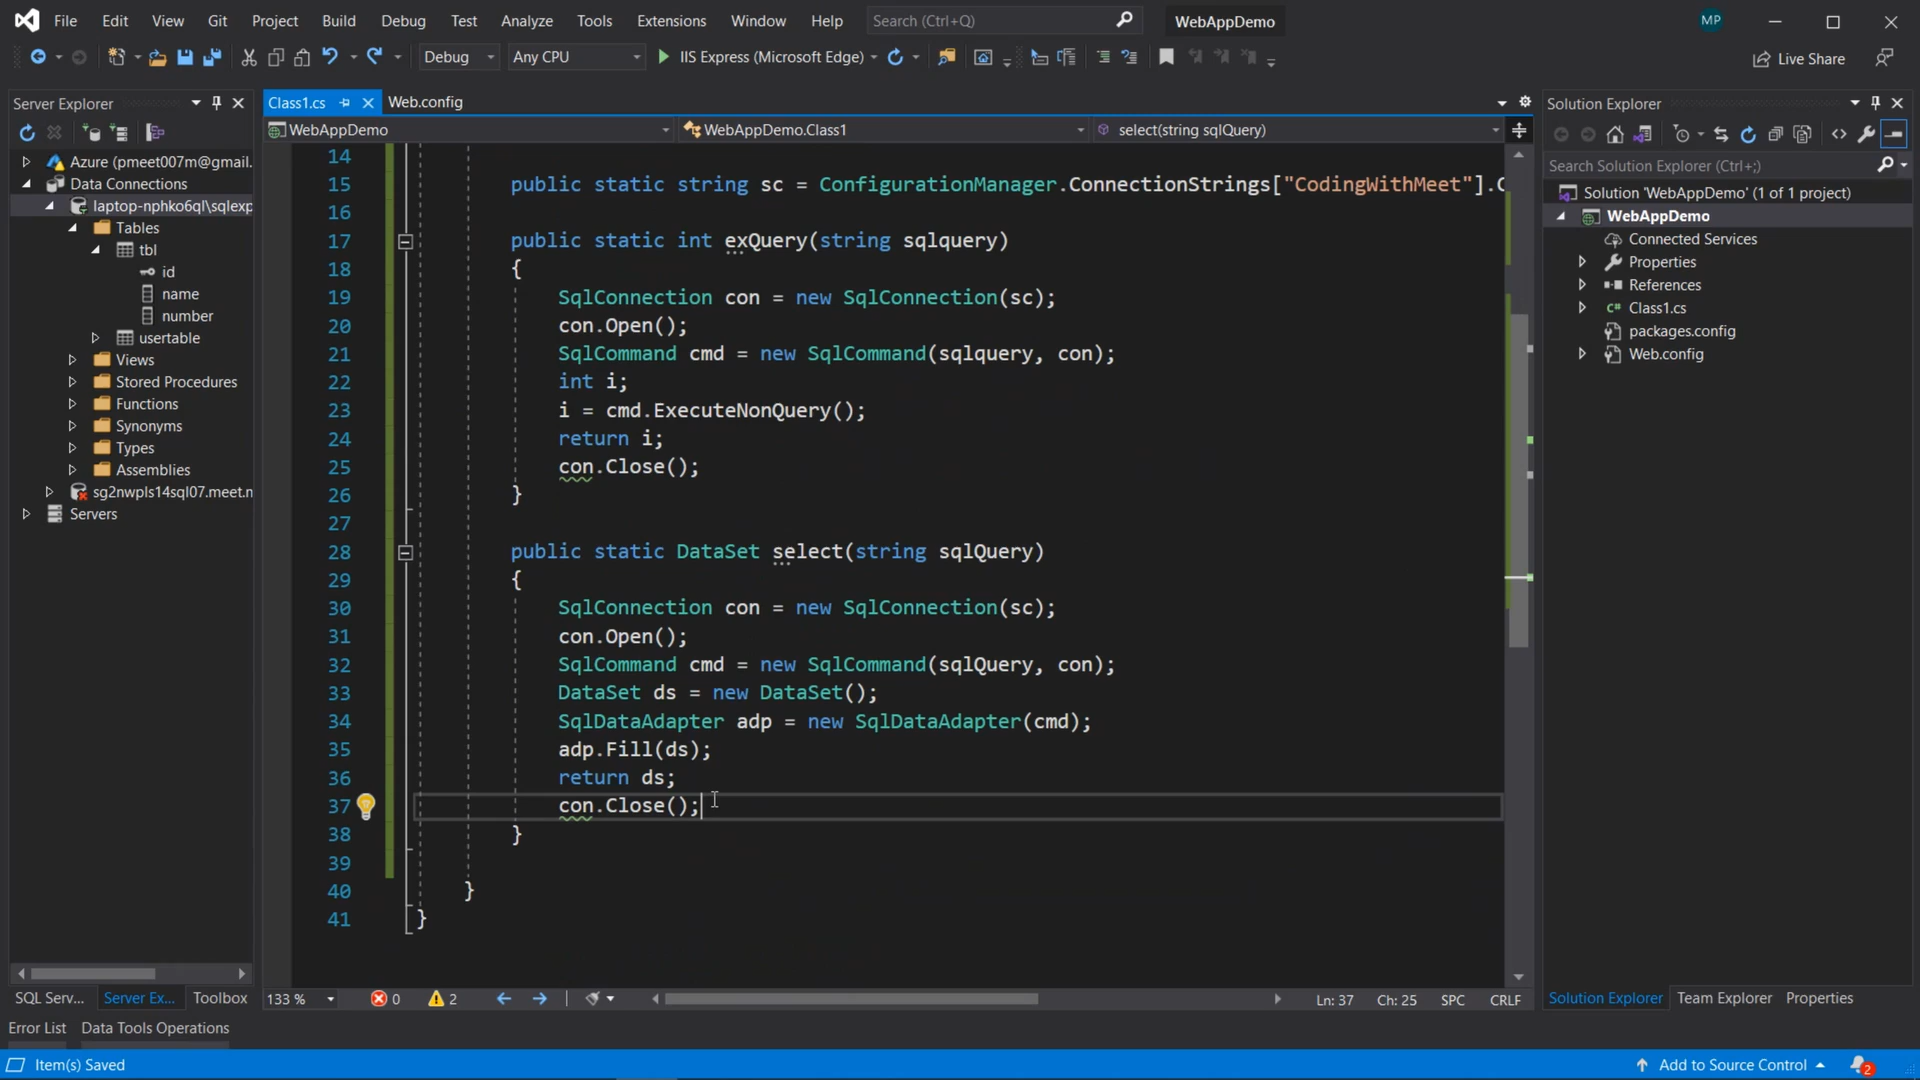 File Edit View Git Project Build Debug Test Analyze Tools Extensions Window Help Search (Ctrl+Q) WebAppDemo MP
Debug Any CPU IIS Express (Microsoft Edge) Live Share
Server Explorer
Azure (pmeet007m@gmail.
Data Connections
laptop-nphko6ql\sqlexp
Tables
tbl
id
name
number
usertable
Views
Stored Procedures
Functions
Synonyms
Types
Assemblies
sg2nwpls14sql07.meet.n
Servers
SQL Serv... Server Ex... Toolbox
Class1.cs Web.config
WebAppDemo WebAppDemo.Class1 select(string sqlQuery)
14
15 public static string sc = ConfigurationManager.ConnectionStrings["CodingWithMeet"].C
16
17 public static int exQuery(string sqlquery)
18 {
19 SqlConnection con = new SqlConnection(sc);
20 con.Open();
21 SqlCommand cmd = new SqlCommand(sqlquery, con);
22 int i;
23 i = cmd.ExecuteNonQuery();
24 return i;
25 con.Close();
26 }
27
28 public static DataSet select(string sqlQuery)
29 {
30 SqlConnection con = new SqlConnection(sc);
31 con.Open();
32 SqlCommand cmd = new SqlCommand(sqlQuery, con);
33 DataSet ds = new DataSet();
34 SqlDataAdapter adp = new SqlDataAdapter(cmd);
35 adp.Fill(ds);
36 return ds;
37 con.Close();
38 }
39
40 }
41 }
133 % 0 2 Ln: 37 Ch: 25 SPC CRLF
Solution Explorer
Search Solution Explorer (Ctrl+;)
Solution 'WebAppDemo' (1 of 1 project)
WebAppDemo
Connected Services
Properties
References
C# Class1.cs
packages.config
Web.config
Solution Explorer Team Explorer Properties
Error List Data Tools Operations
Item(s) Saved Add to Source Control 2